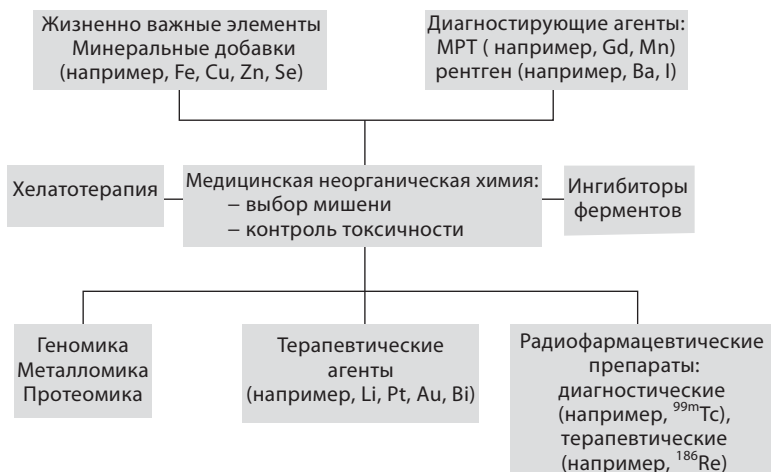 Жизненно важные элементы
Минеральные добавки
(например, Fe, Cu, Zn, Se)
Диагностирующие агенты:
МРТ ( например, Gd, Mn)
рентген (например, Ba, I)
Хелатотерапия
Медицинская неорганическая химия:
– выбор мишени
– контроль токсичности
Ингибиторы
ферментов
Геномика
Металломика
Протеомика
Терапевтические
агенты
(например, Li, Pt, Au, Bi)
Радиофармацевтические
препараты:
диагностические
(например, ⁹⁹ᵐTc),
терапевтические
(например, ¹⁸⁶Re)